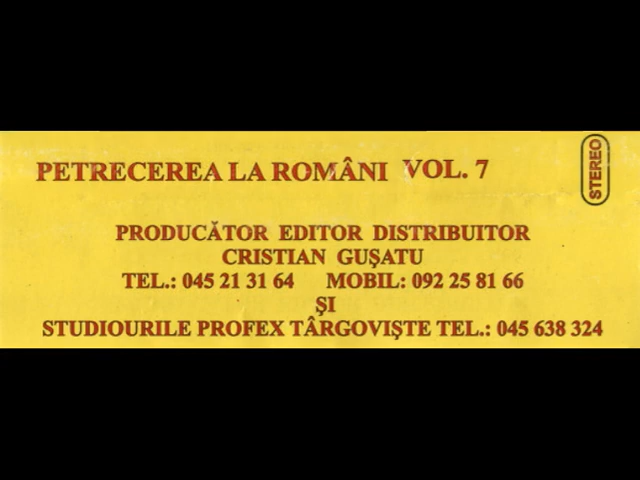 PETRECEREA LA ROMÂNI VOL. 7
STEREO
PRODUCĂTOR EDITOR DISTRIBUITOR
CRISTIAN GUŞATU
TEL.: 045 21 31 64 MOBIL: 092 25 81 66
ŞI
STUDIOURILE PROFEX TÂRGOVIŞTE TEL.: 045 638 324